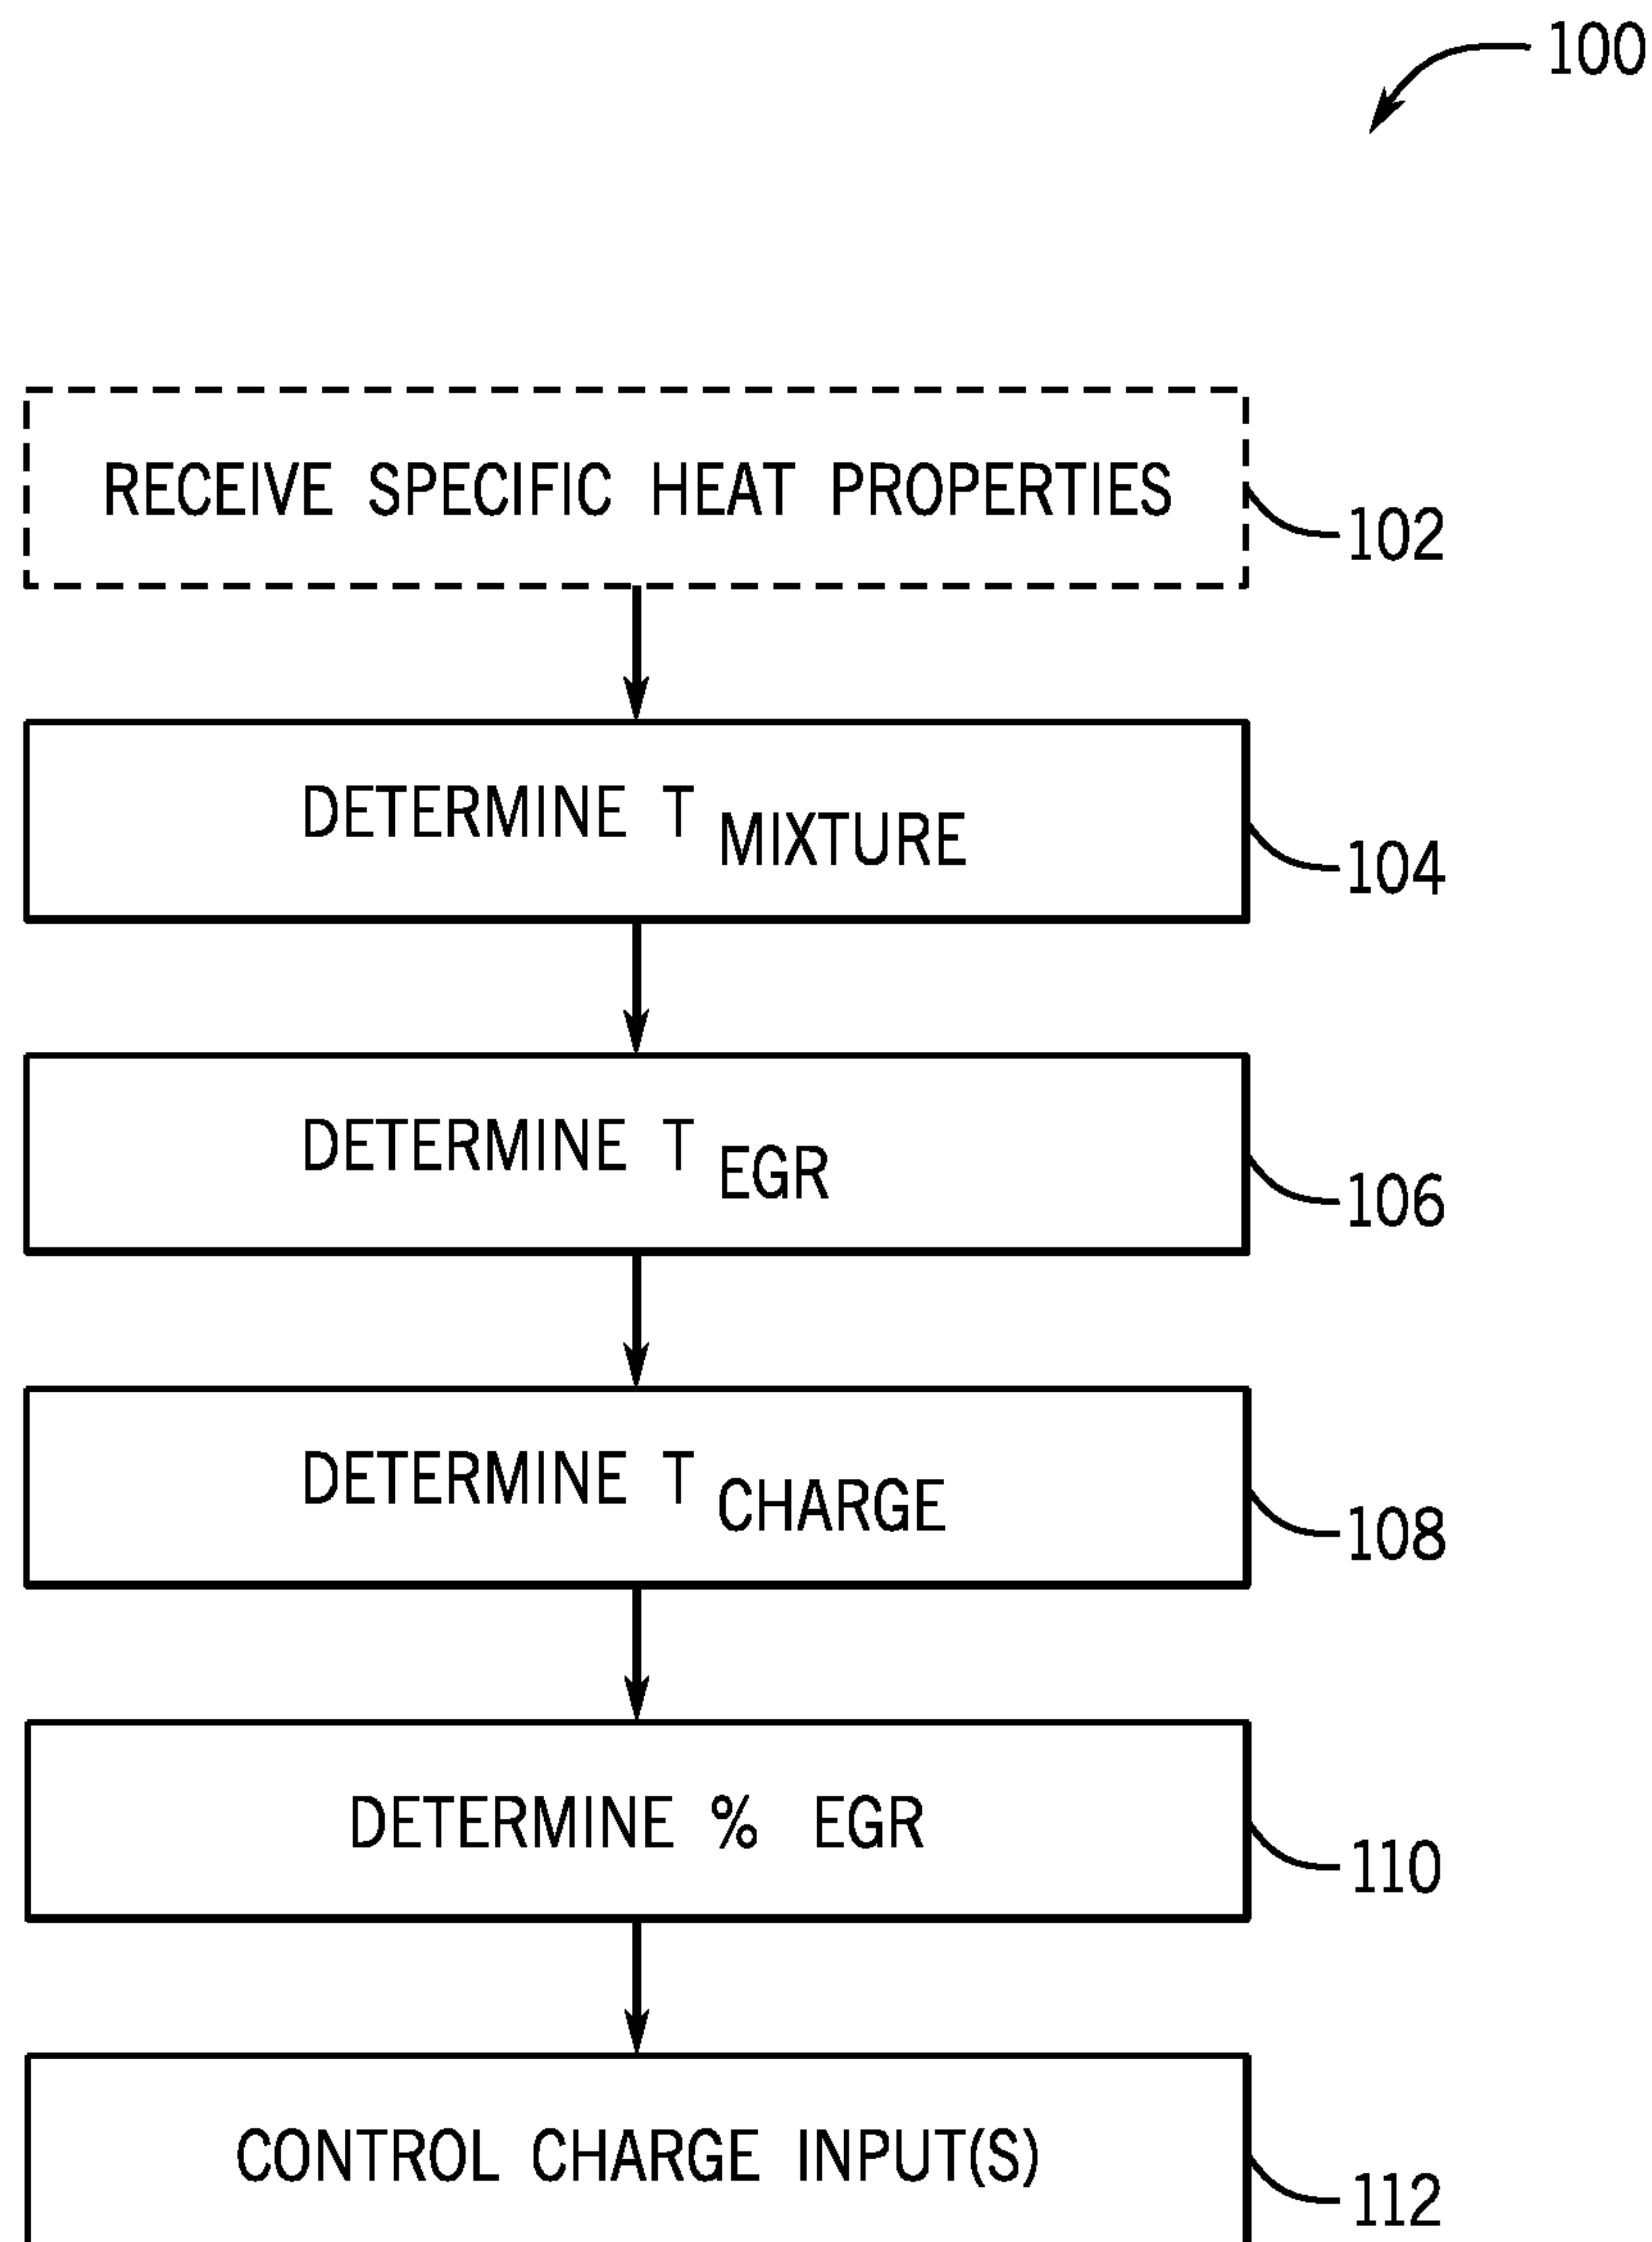 100
RECEIVE SPECIFIC HEAT PROPERTIES
102
DETERMINE T MIXTURE
104
DETERMINE T EGR
106
DETERMINE T CHARGE
108
DETERMINE % EGR
110
CONTROL CHARGE INPUT(S)
112